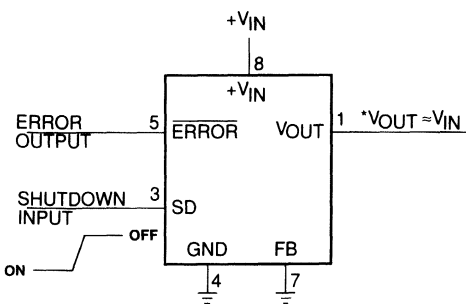 +VIN
8
+VIN
ERROR
OUTPUT
5
ERROR
VOUT
1
*VOUT ≈VIN
SHUTDOWN
INPUT
3
SD
OFF
ON
GND
FB
4
7